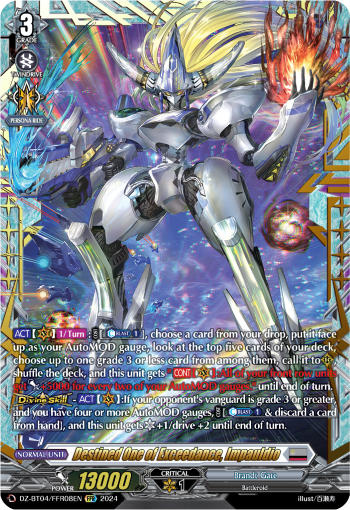 3
GRADE
TWINDRIVE
PERSONA RIDE
ACT 1/Turn : COST [ C-BLAST 1 ], choose a card from your drop, put it face
up as your AutoMOD gauge, look at the top five cards of your deck,
choose up to one grade 3 or less card from among them, call it to
shuffle the deck, and this unit gets "CONT : All of your front row units
get +5000 for every two of your AutoMOD gauges." until end of turn.
Divine Skill - ACT : If your opponent's vanguard is grade 3 or greater,
and you have four or more AutoMOD gauges, COST [ C-BLAST 1 & discard a card
from hand], and this unit gets +1/drive +2 until end of turn.
NORMAL UNIT
Destined One of Exceedance, Impauldio
POWER 13000
CRITICAL 1
Brandt Gate
Battleroid
DZ-BT04/FFR08EN FFR 2024
illust/百瀬寿